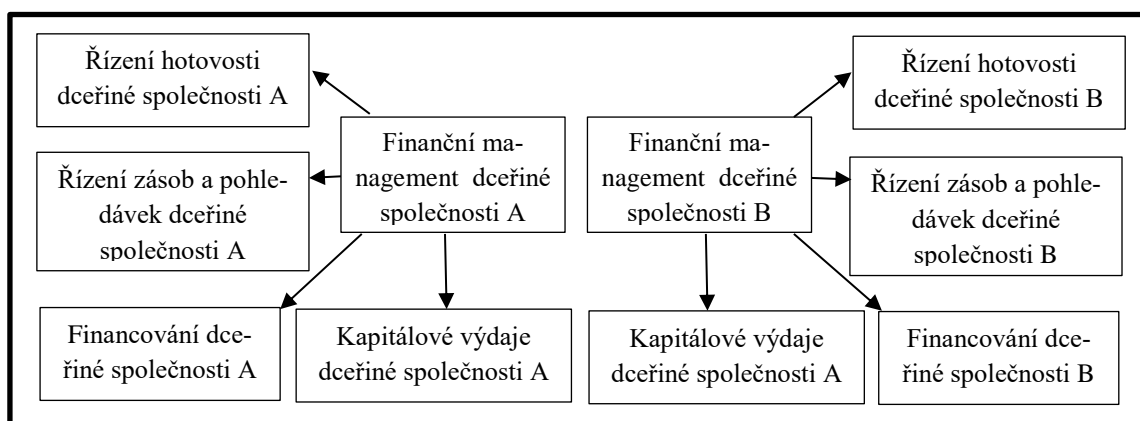 Řízení hotovosti
dceřiné společnosti A
Řízení hotovosti
dceřiné společnosti B
Finanční ma-
nagement dceřiné
společnosti A
Finanční ma-
nagement dceřiné
společnosti B
Řízení zásob a pohle-
dávek dceřiné
společnosti A
Řízení zásob a pohle-
dávek dceřiné
společnosti B
Financování dce-
řiné společnosti A
Kapitálové výdaje
dceřiné společnosti A
Kapitálové výdaje
dceřiné společnosti A
Financování dce-
řiné společnosti B